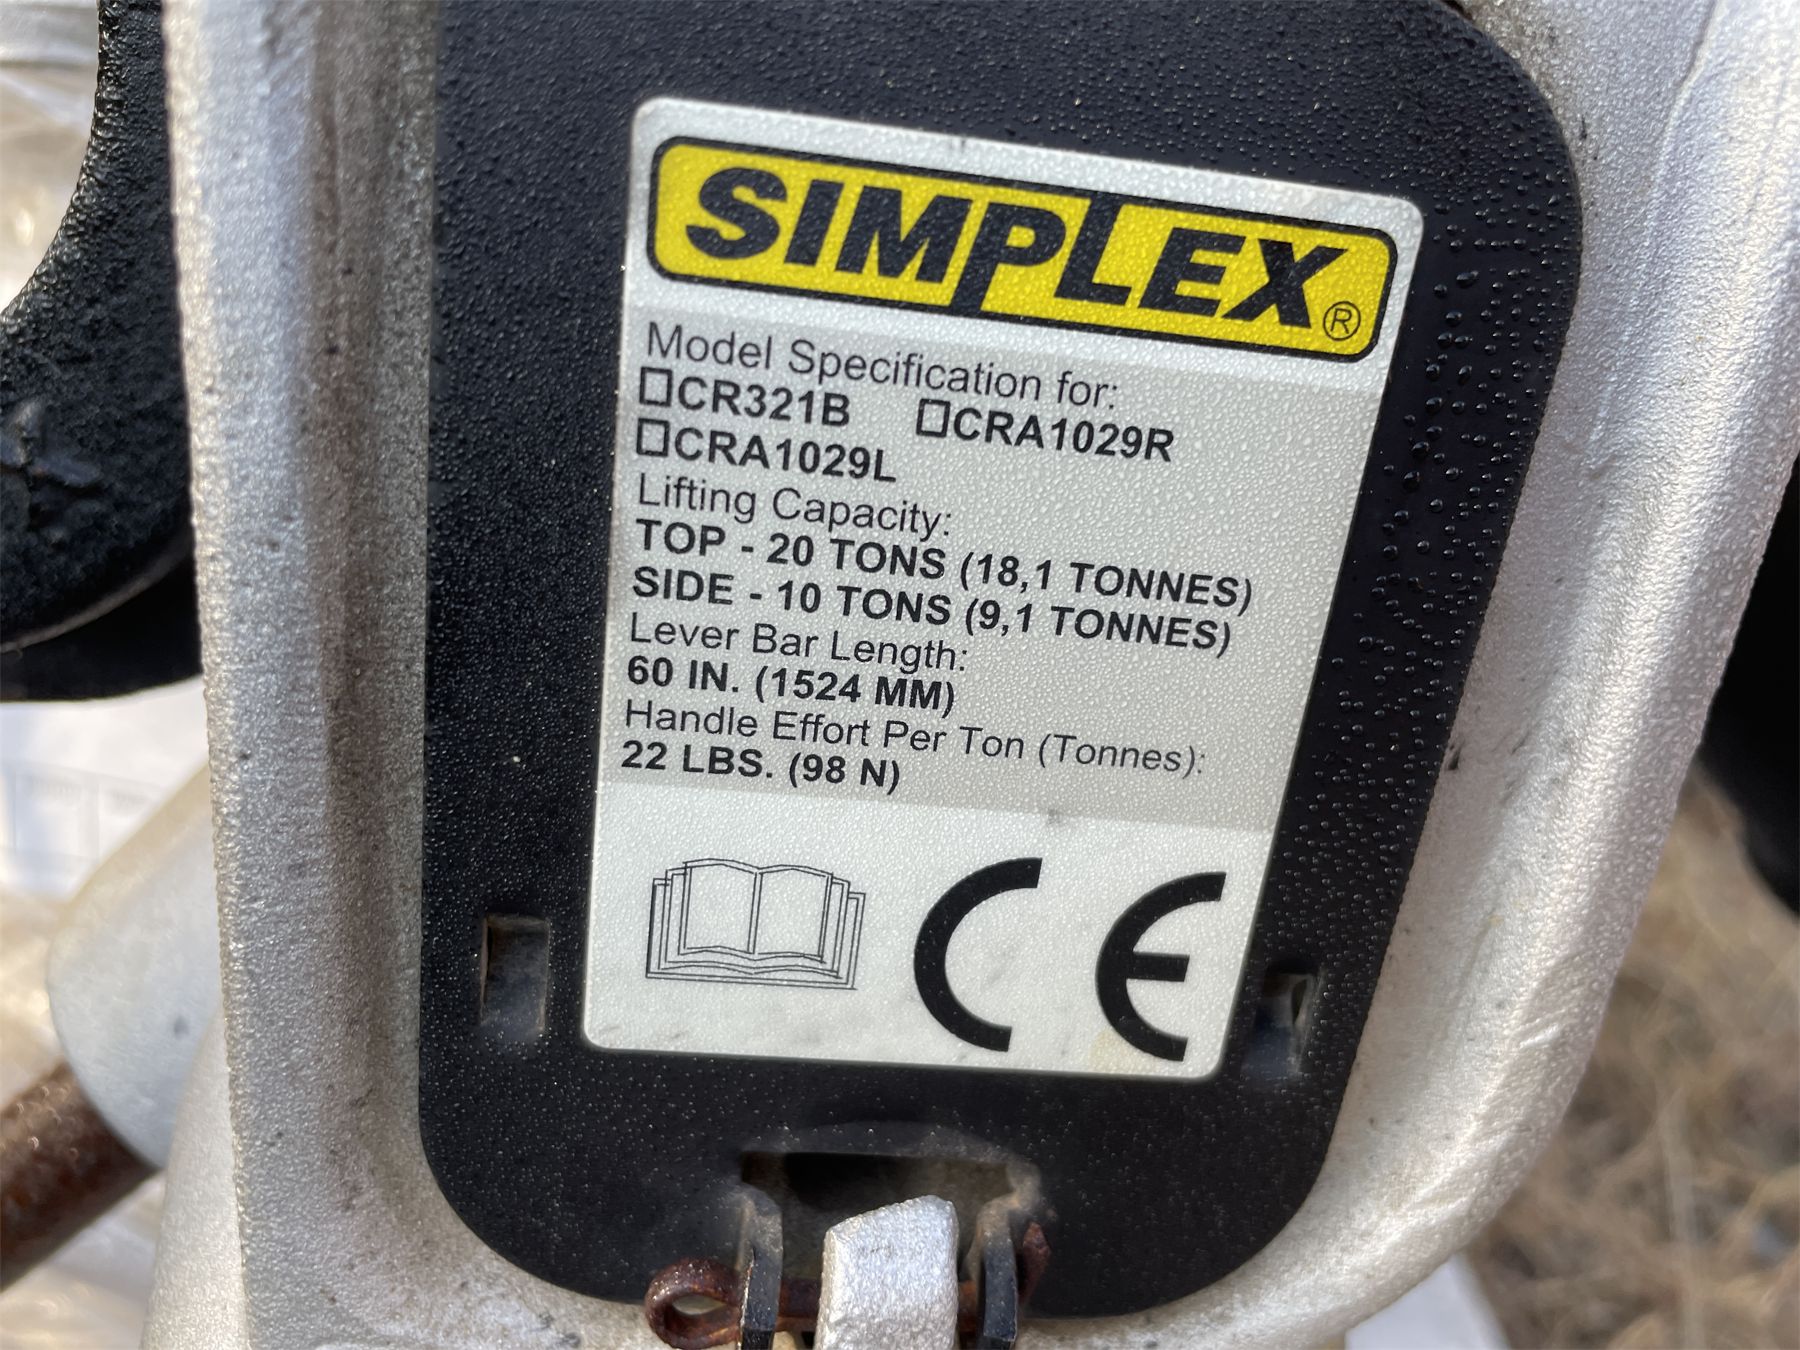 SIMPLEX®
Model Specification for:
☐CR321B ☐CRA1029R
☐CRA1029L
Lifting Capacity:
TOP - 20 TONS (18,1 TONNES)
SIDE - 10 TONS (9,1 TONNES)
Lever Bar Length:
60 IN. (1524 MM)
Handle Effort Per Ton (Tonnes):
22 LBS. (98 N)
CE